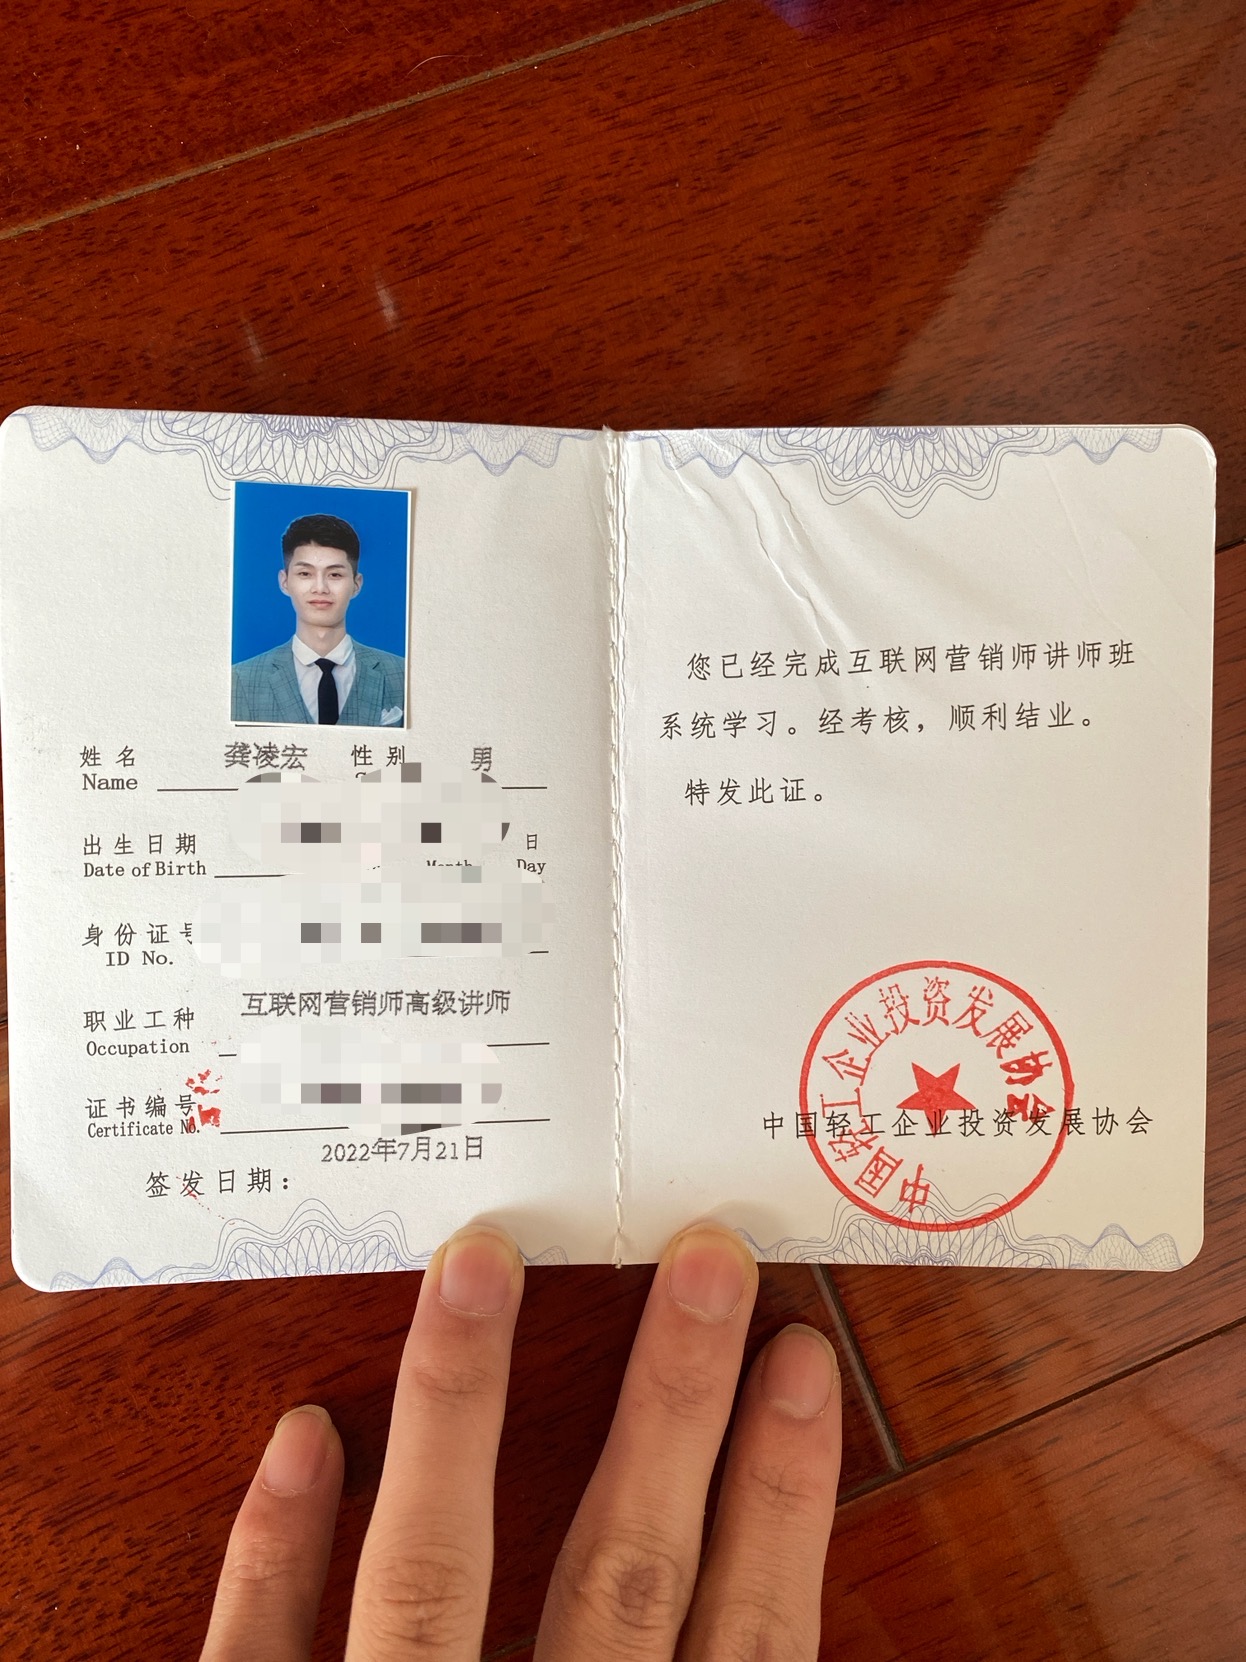 姓名 龚凌宏 性别 男
Name
出生日期 日
Date of Birth Month Day
身份证号
ID No.
互联网营销师高级讲师
职业工种
Occupation
证书编号
Certificate No.
2022年7月21日
签发日期：
您已经完成互联网营销师讲师班
系统学习。经考核，顺利结业。
特发此证。
中国轻工企业投资发展协会
中国轻工企业投资发展协会